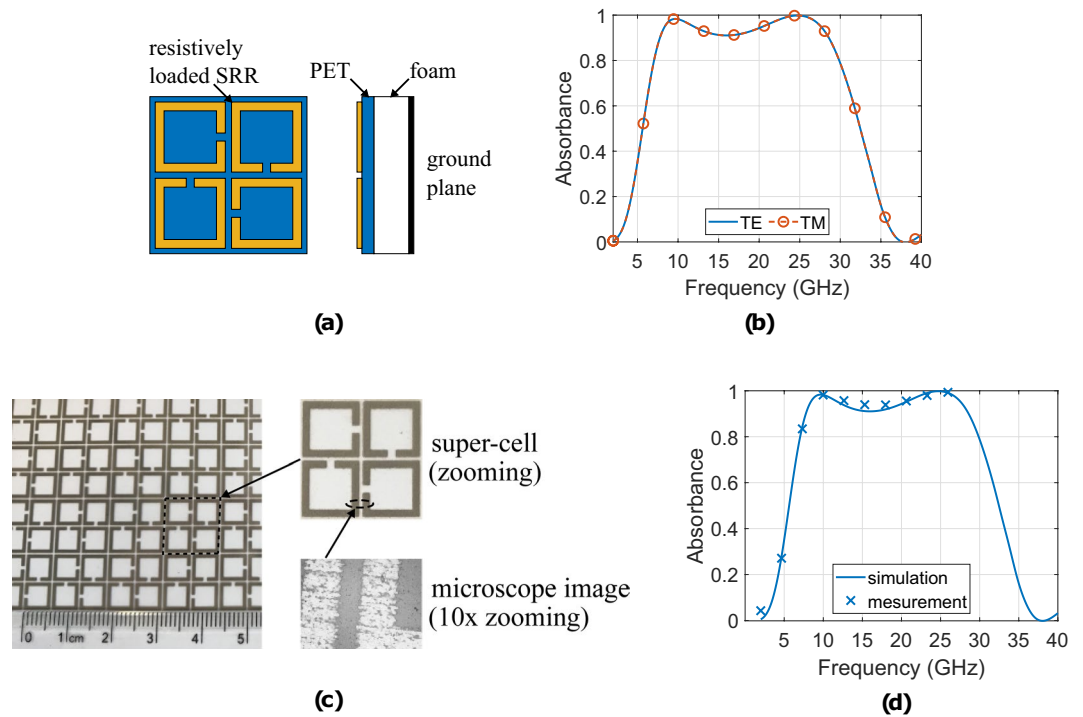 resistively
loaded SRR
PET
foam
ground
plane
(a)
Absorbance
1
0.8
0.6
0.4
0.2
0
TE
TM
5 10 15 20 25 30 35 40
Frequency (GHz)
(b)
0 1 cm 2 3 4 5
super-cell
(zooming)
microscope image
(10x zooming)
(c)
Absorbance
1
0.8
0.6
0.4
0.2
0
simulation
mesurement
5 10 15 20 25 30 35 40
Frequency (GHz)
(d)